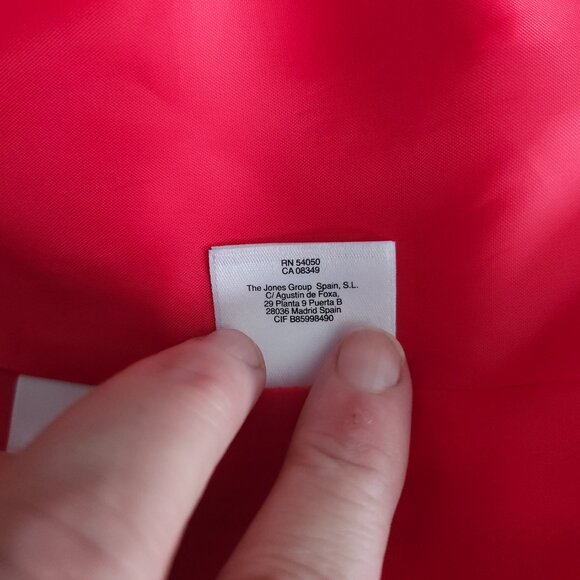 RN 54050
CA 08349
The Jones Group Spain, S.L.
C/ Agustin de Foxa,
29 Planta 9 Puerta B
28036 Madrid Spain
CIF B85998490